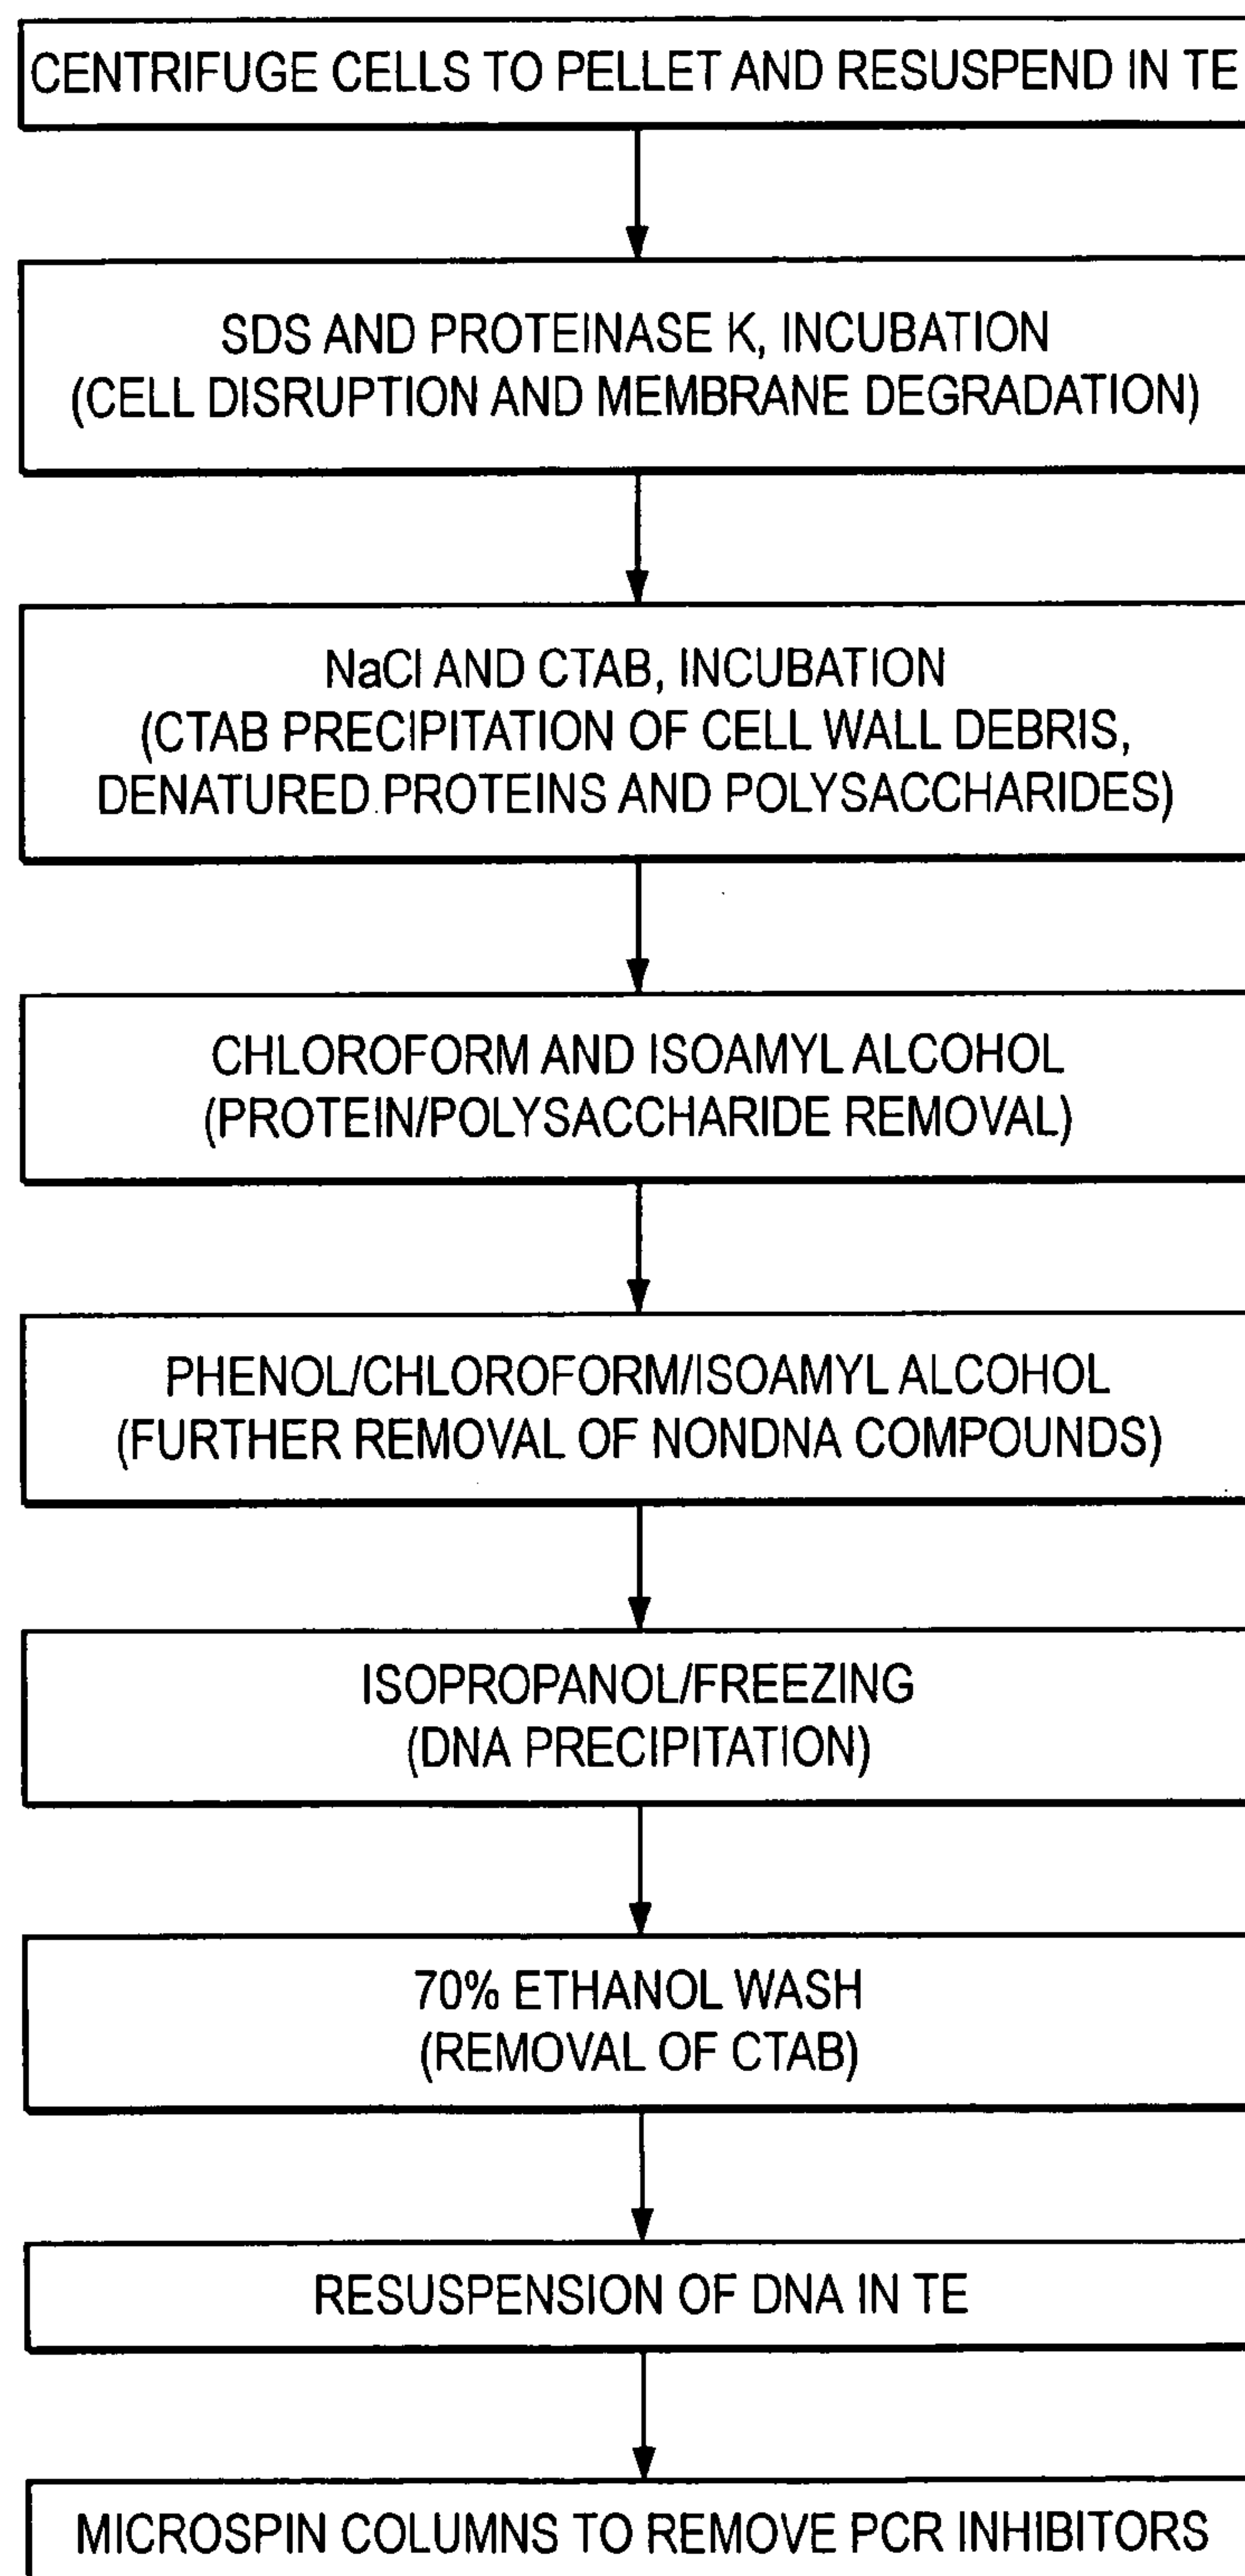 CENTRIFUGE CELLS TO PELLET AND RESUSPEND IN TE
SDS AND PROTEINASE K, INCUBATION
(CELL DISRUPTION AND MEMBRANE DEGRADATION)
NaCl AND CTAB, INCUBATION
(CTAB PRECIPITATION OF CELL WALL DEBRIS,
DENATURED PROTEINS AND POLYSACCHARIDES)
CHLOROFORM AND ISOAMYL ALCOHOL
(PROTEIN/POLYSACCHARIDE REMOVAL)
PHENOL/CHLOROFORM/ISOAMYL ALCOHOL
(FURTHER REMOVAL OF NONDNA COMPOUNDS)
ISOPROPANOL/FREEZING
(DNA PRECIPITATION)
70% ETHANOL WASH
(REMOVAL OF CTAB)
RESUSPENSION OF DNA IN TE
MICROSPIN COLUMNS TO REMOVE PCR INHIBITORS